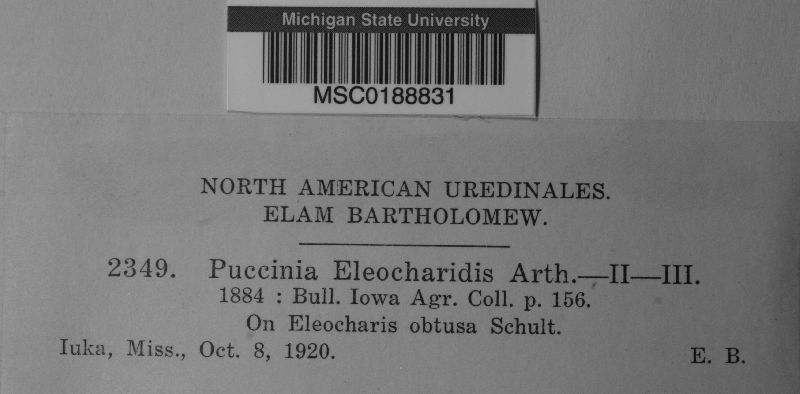 Michigan State University
MSC0188831
NORTH AMERICAN UREDINALES.
ELAM BARTHOLOMEW.
2349. Puccinia Eleocharidis Arth.—II—III.
1884 : Bull. Iowa Agr. Coll. p. 156.
On Eleocharis obtusa Schult.
Iuka, Miss., Oct. 8, 1920.
E. B.